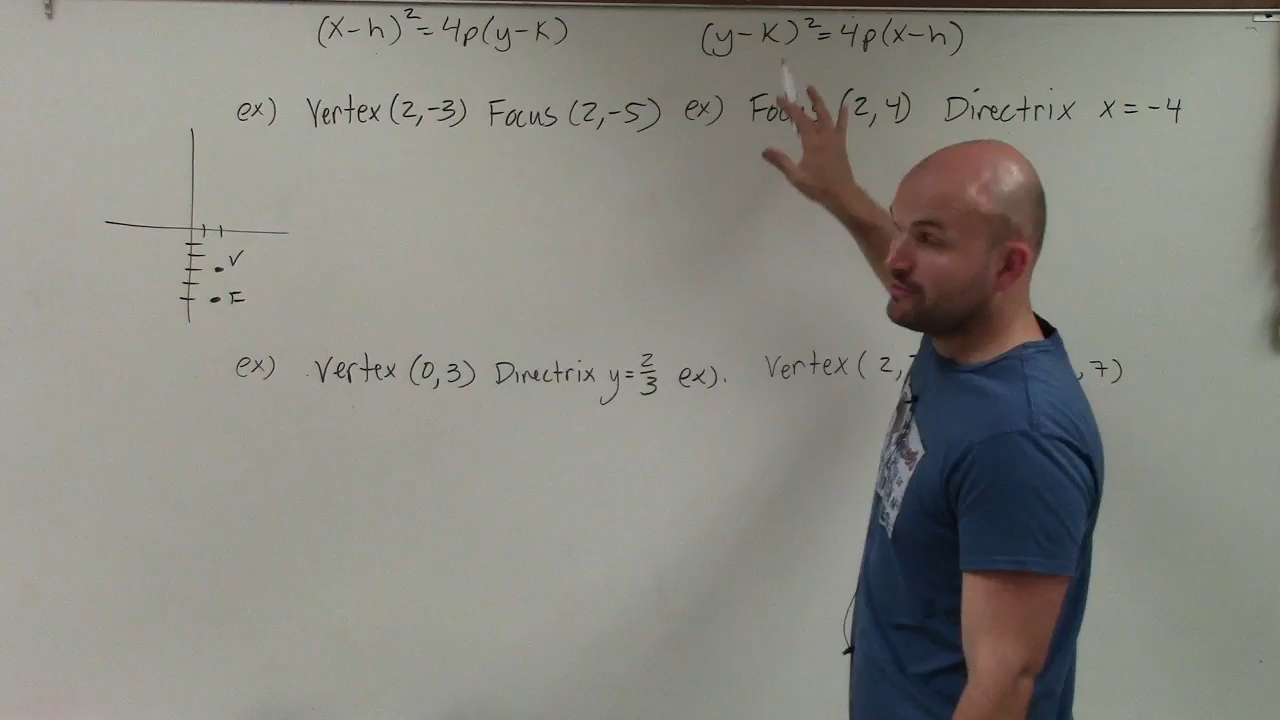 (x-h)²=4p(y-K) (y-K)²=4p(x-h)
ex) Vertex (2,-3) Focus (2,-5) ex) (2,4) Directrix x=-4
V
F
ex) Vertex (0,3) Directrix y=2/3 ex). Vertex (2, ,7)